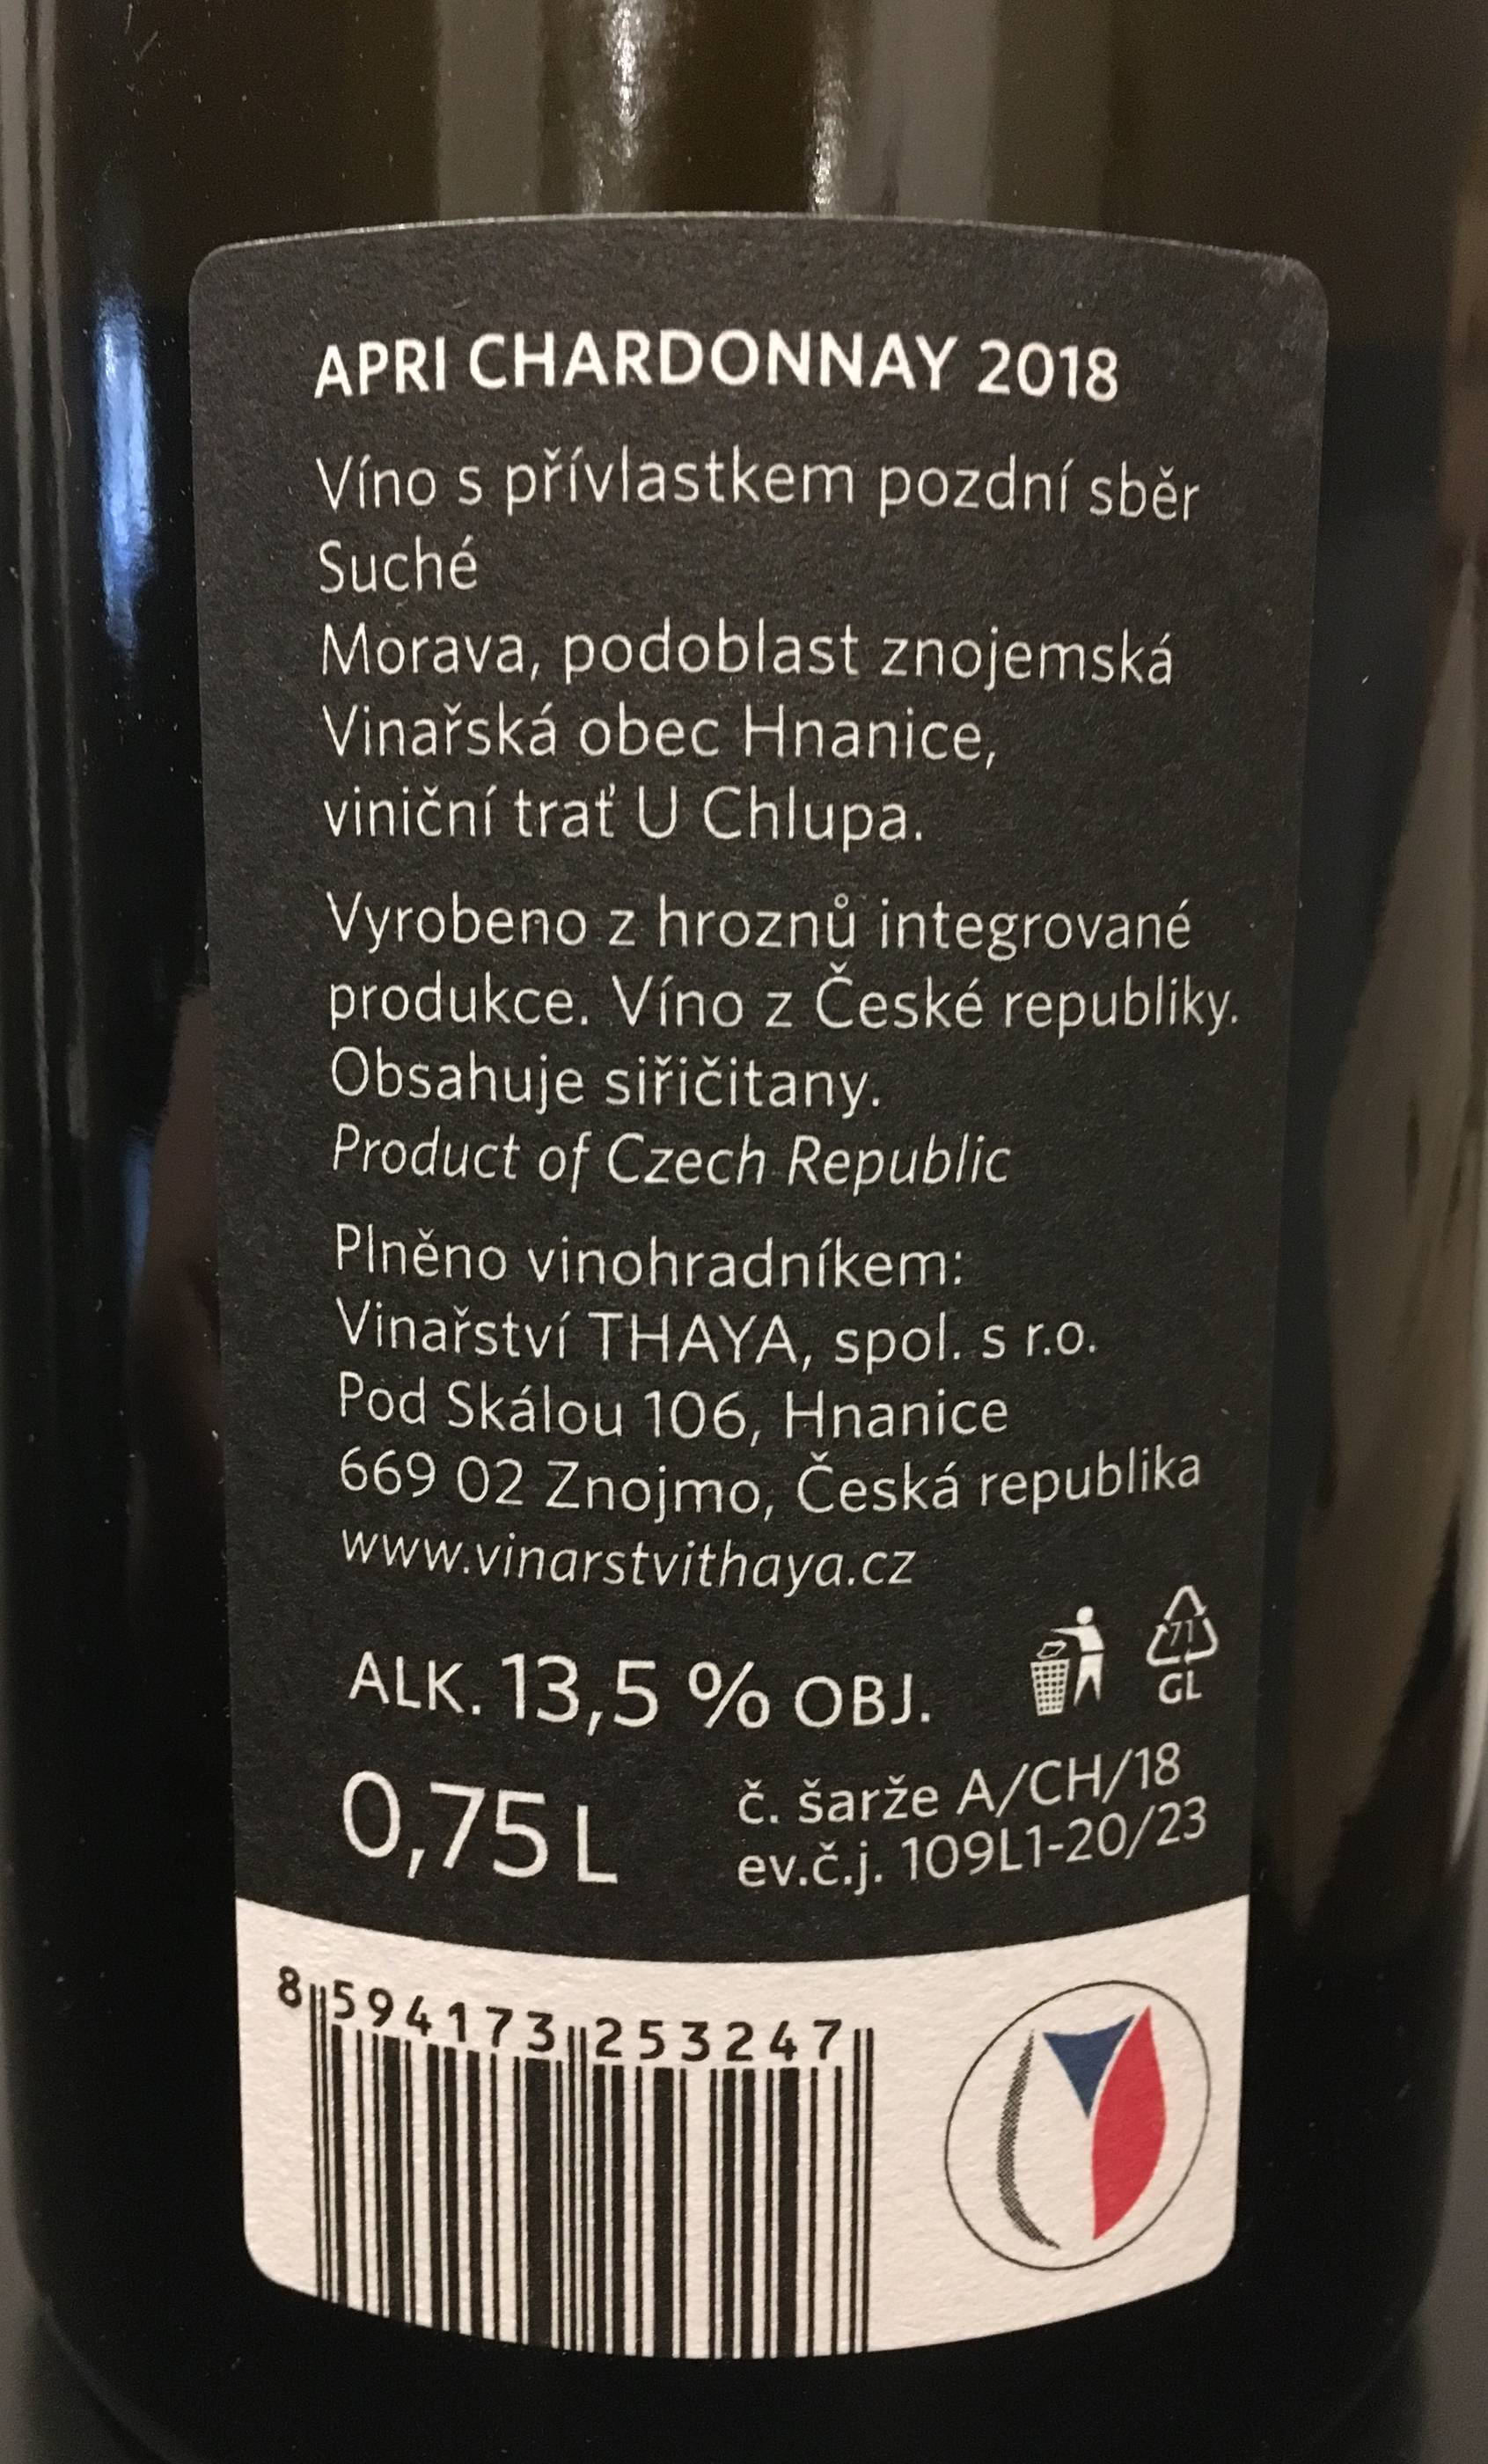 APRI CHARDONNAY 2018
Víno s přívlastkem pozdní sběr
Suché
Morava, podoblast znojemská
Vinařská obec Hnanice,
viniční trať U Chlupa.
Vyrobeno z hroznů integrované
produkce. Víno z České republiky.
Obsahuje siřičitany.
Product of Czech Republic
Plněno vinohradníkem:
Vinařství THAYA, spol. s r.o.
Pod Skálou 106, Hnanice
669 02 Znojmo, Česká republika
www.vinarstvithaya.cz
ALK. 13,5 % OBJ.
71
GL
0,75 L
č. šarže A/CH/18
ev.č.j. 109L1-20/23
8 594173 253247